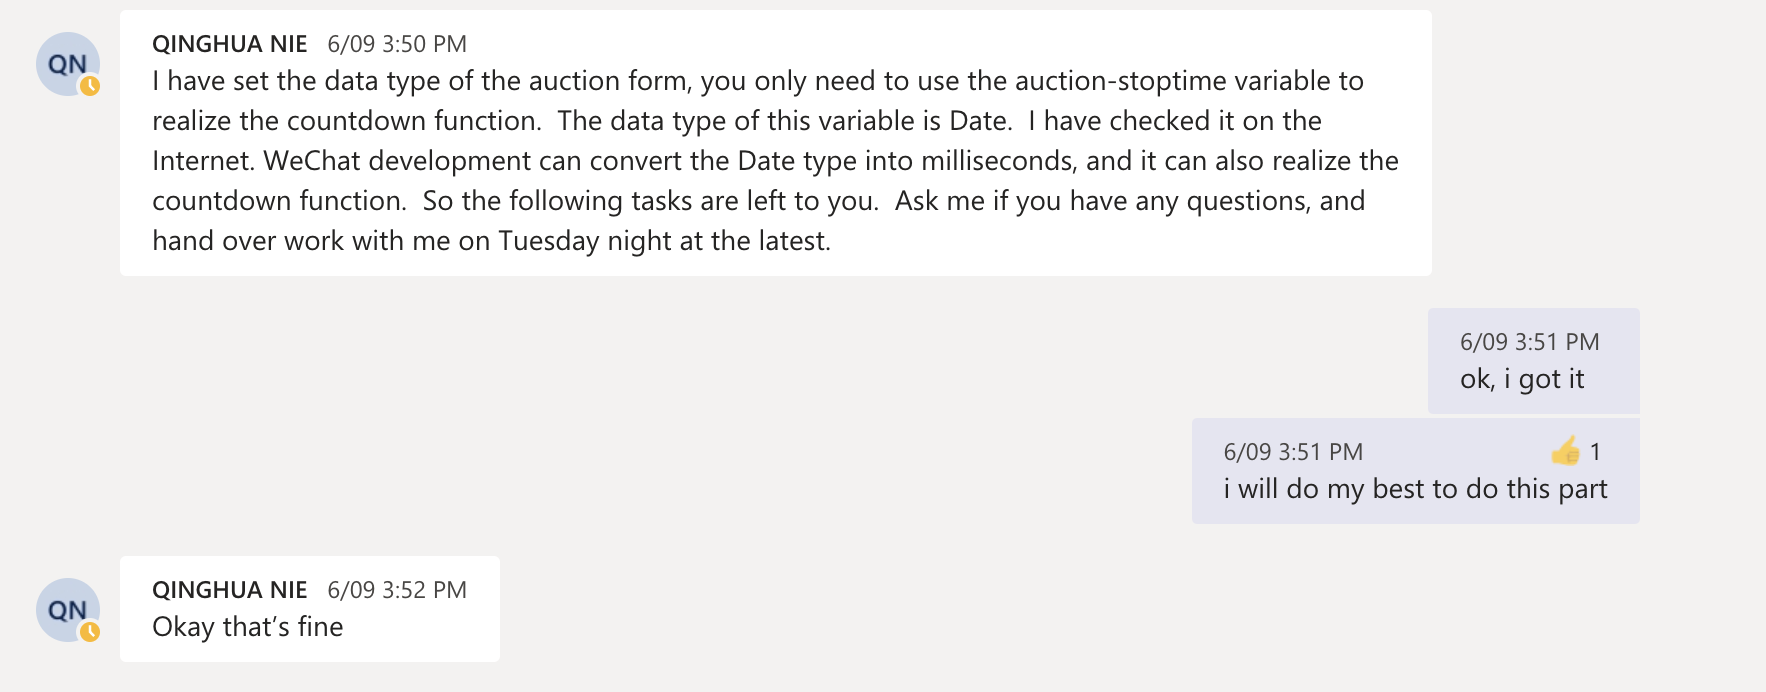 QN
QINGHUA NIE 6/09 3:50 PM
I have set the data type of the auction form, you only need to use the auction-stoptime variable to
realize the countdown function.  The data type of this variable is Date.  I have checked it on the
Internet. WeChat development can convert the Date type into milliseconds, and it can also realize the
countdown function.  So the following tasks are left to you.  Ask me if you have any questions, and
hand over work with me on Tuesday night at the latest.
6/09 3:51 PM
ok, i got it
6/09 3:51 PM 👍 1
i will do my best to do this part
QN
QINGHUA NIE 6/09 3:52 PM
Okay that’s fine